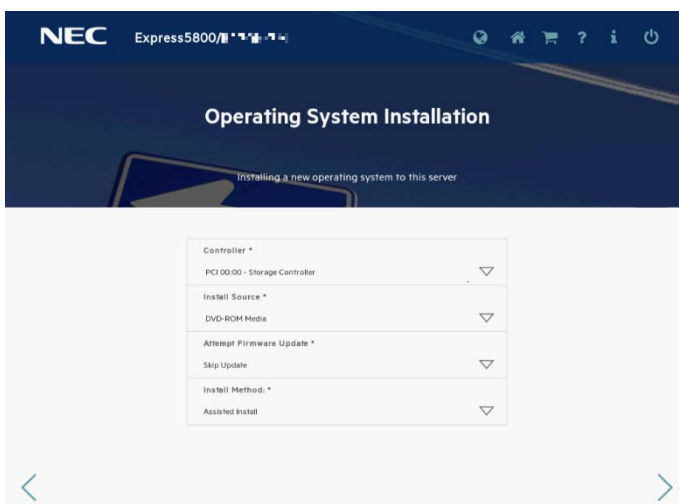 NEC Express5800/
?
i
Operating System Installation
Installing a new operating system to this server
Controller *
PCI 00:00 - Storage Controller
Install Source *
DVD-ROM Media
Attempt Firmware Update *
Skip Update
Install Method: *
Assisted Install